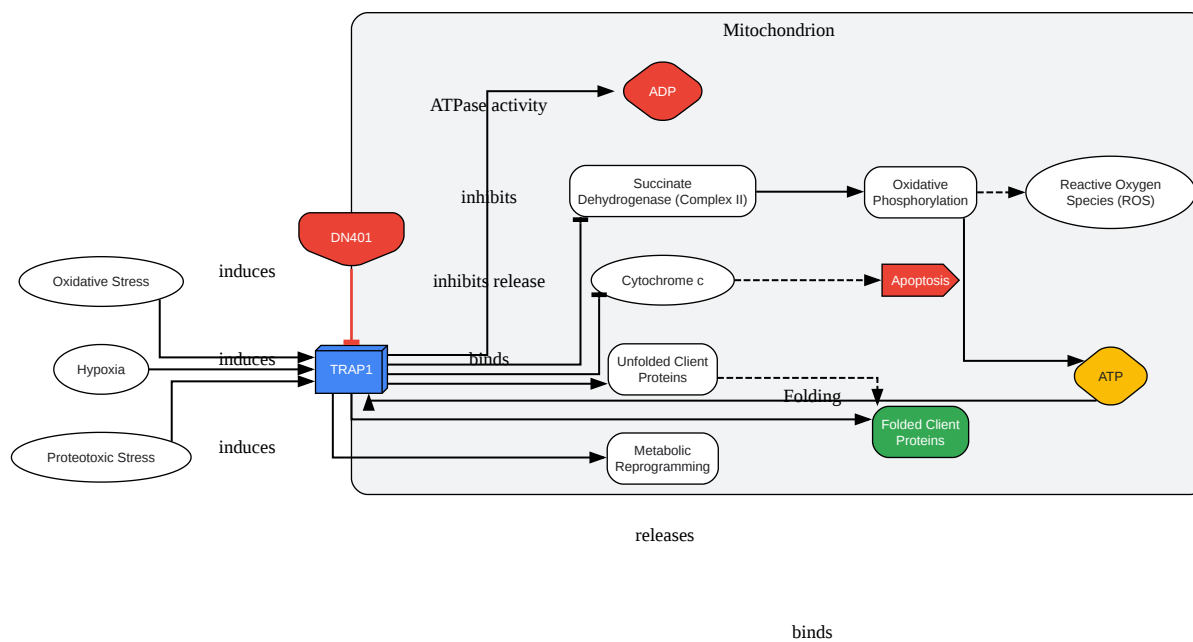 Mitochondrion
ADP
ATPase activity
Succinate
Dehydrogenase (Complex II)
Oxidative
Phosphorylation
Reactive Oxygen
Species (ROS)
inhibits
DN401
induces
Oxidative Stress
inhibits release
Cytochrome c
Apoptosis
induces
Hypoxia
TRAP1
binds
Unfolded Client
Proteins
ATP
Folding
Folded Client
Proteins
induces
Proteotoxic Stress
Metabolic
Reprogramming
releases
binds